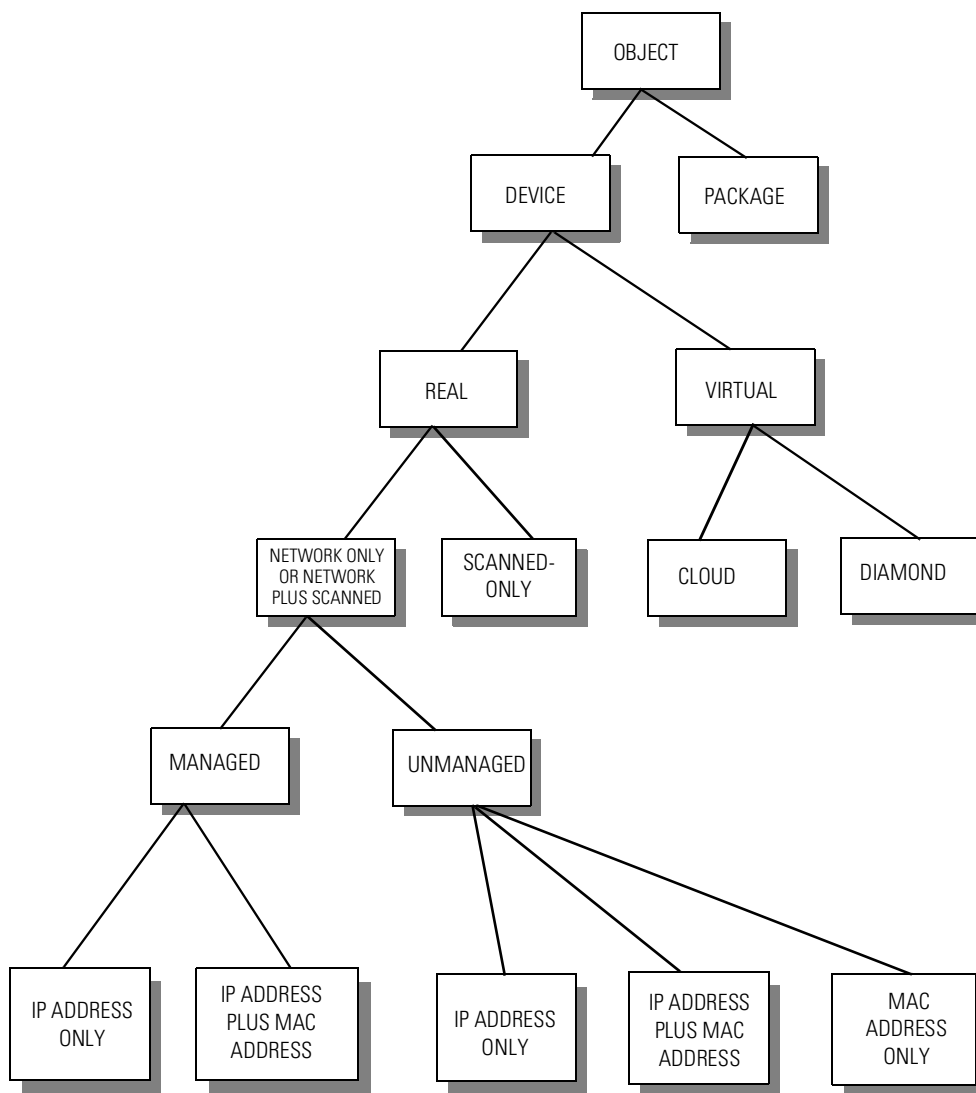 OBJECT
DEVICE
PACKAGE
REAL
VIRTUAL
NETWORK ONLY
OR NETWORK
PLUS SCANNED
SCANNED-
ONLY
CLOUD
DIAMOND
MANAGED
UNMANAGED
IP ADDRESS
ONLY
IP ADDRESS
PLUS MAC
ADDRESS
IP ADDRESS
ONLY
IP ADDRESS
PLUS MAC
ADDRESS
MAC
ADDRESS
ONLY